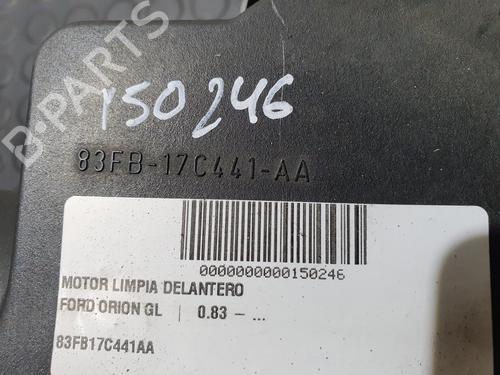 B-PARTS
150246
83FB-17C441-AA
0000000000150246
MOTOR LIMPIA DELANTERO
FORD ORION GL | 0.83 - ...
83FB17C441AA